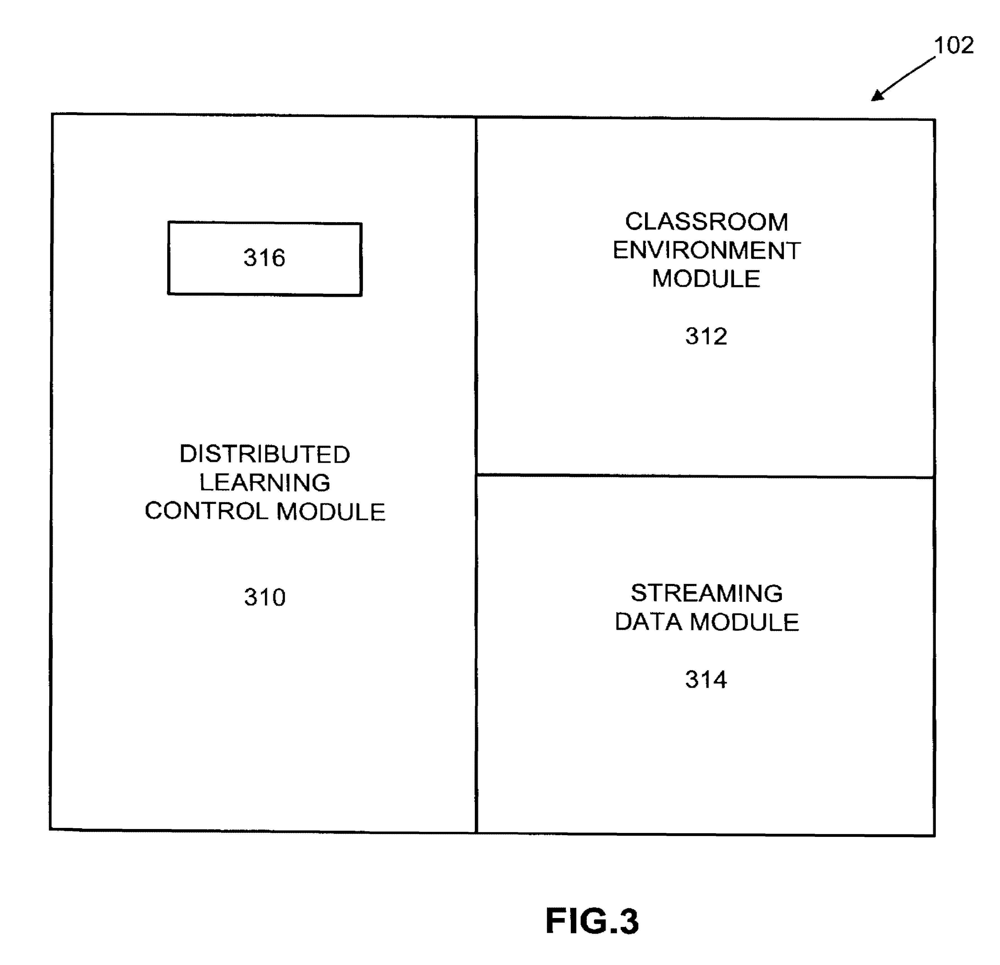 102
316
DISTRIBUTED
LEARNING
CONTROL MODULE
310
CLASSROOM
ENVIRONMENT
MODULE
312
STREAMING
DATA MODULE
314
FIG.3